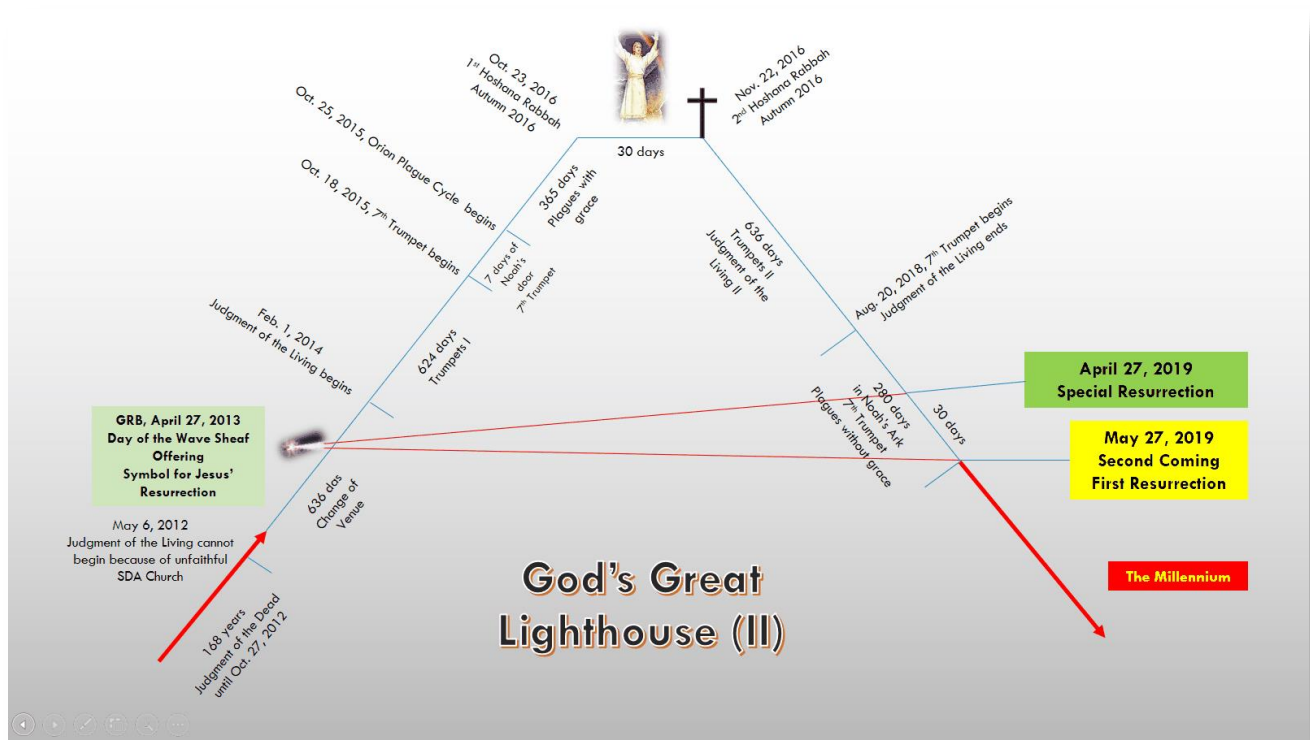 Oct. 23, 2016
1st Hoshana Rabbah
Autumn 2016
Nov. 22, 2016
2nd Hoshana Rabbah
Autumn 2016
Oct. 25, 2015, Orion Plague Cycle begins
30 days
Oct. 18, 2015, 7th Trumpet begins
365 days
Plagues with
grace
7 days of
Noah's
door
7th Trumpet
636 days
Trumpets II
Judgment of the
Living II
Aug. 20, 2018, 7th Trumpet begins
Judgment of the Living ends
Feb. 1, 2014
Judgment of the Living begins
624 days
Trumpets I
April 27, 2019
Special Resurrection
280 days
in Noah's Ark
7th Trumpet
Plagues without grace
30 days
GRB, April 27, 2013
Day of the Wave Sheaf
Offering
Symbol for Jesus'
Resurrection
May 27, 2019
Second Coming
First Resurrection
636 das
Change of
Venue
May 6, 2012
Judgment of the Living cannot
begin because of unfaithful
SDA Church
168 years
Judgment of the Dead
until Oct. 27, 2012
God's Great
Lighthouse (II)
The Millennium